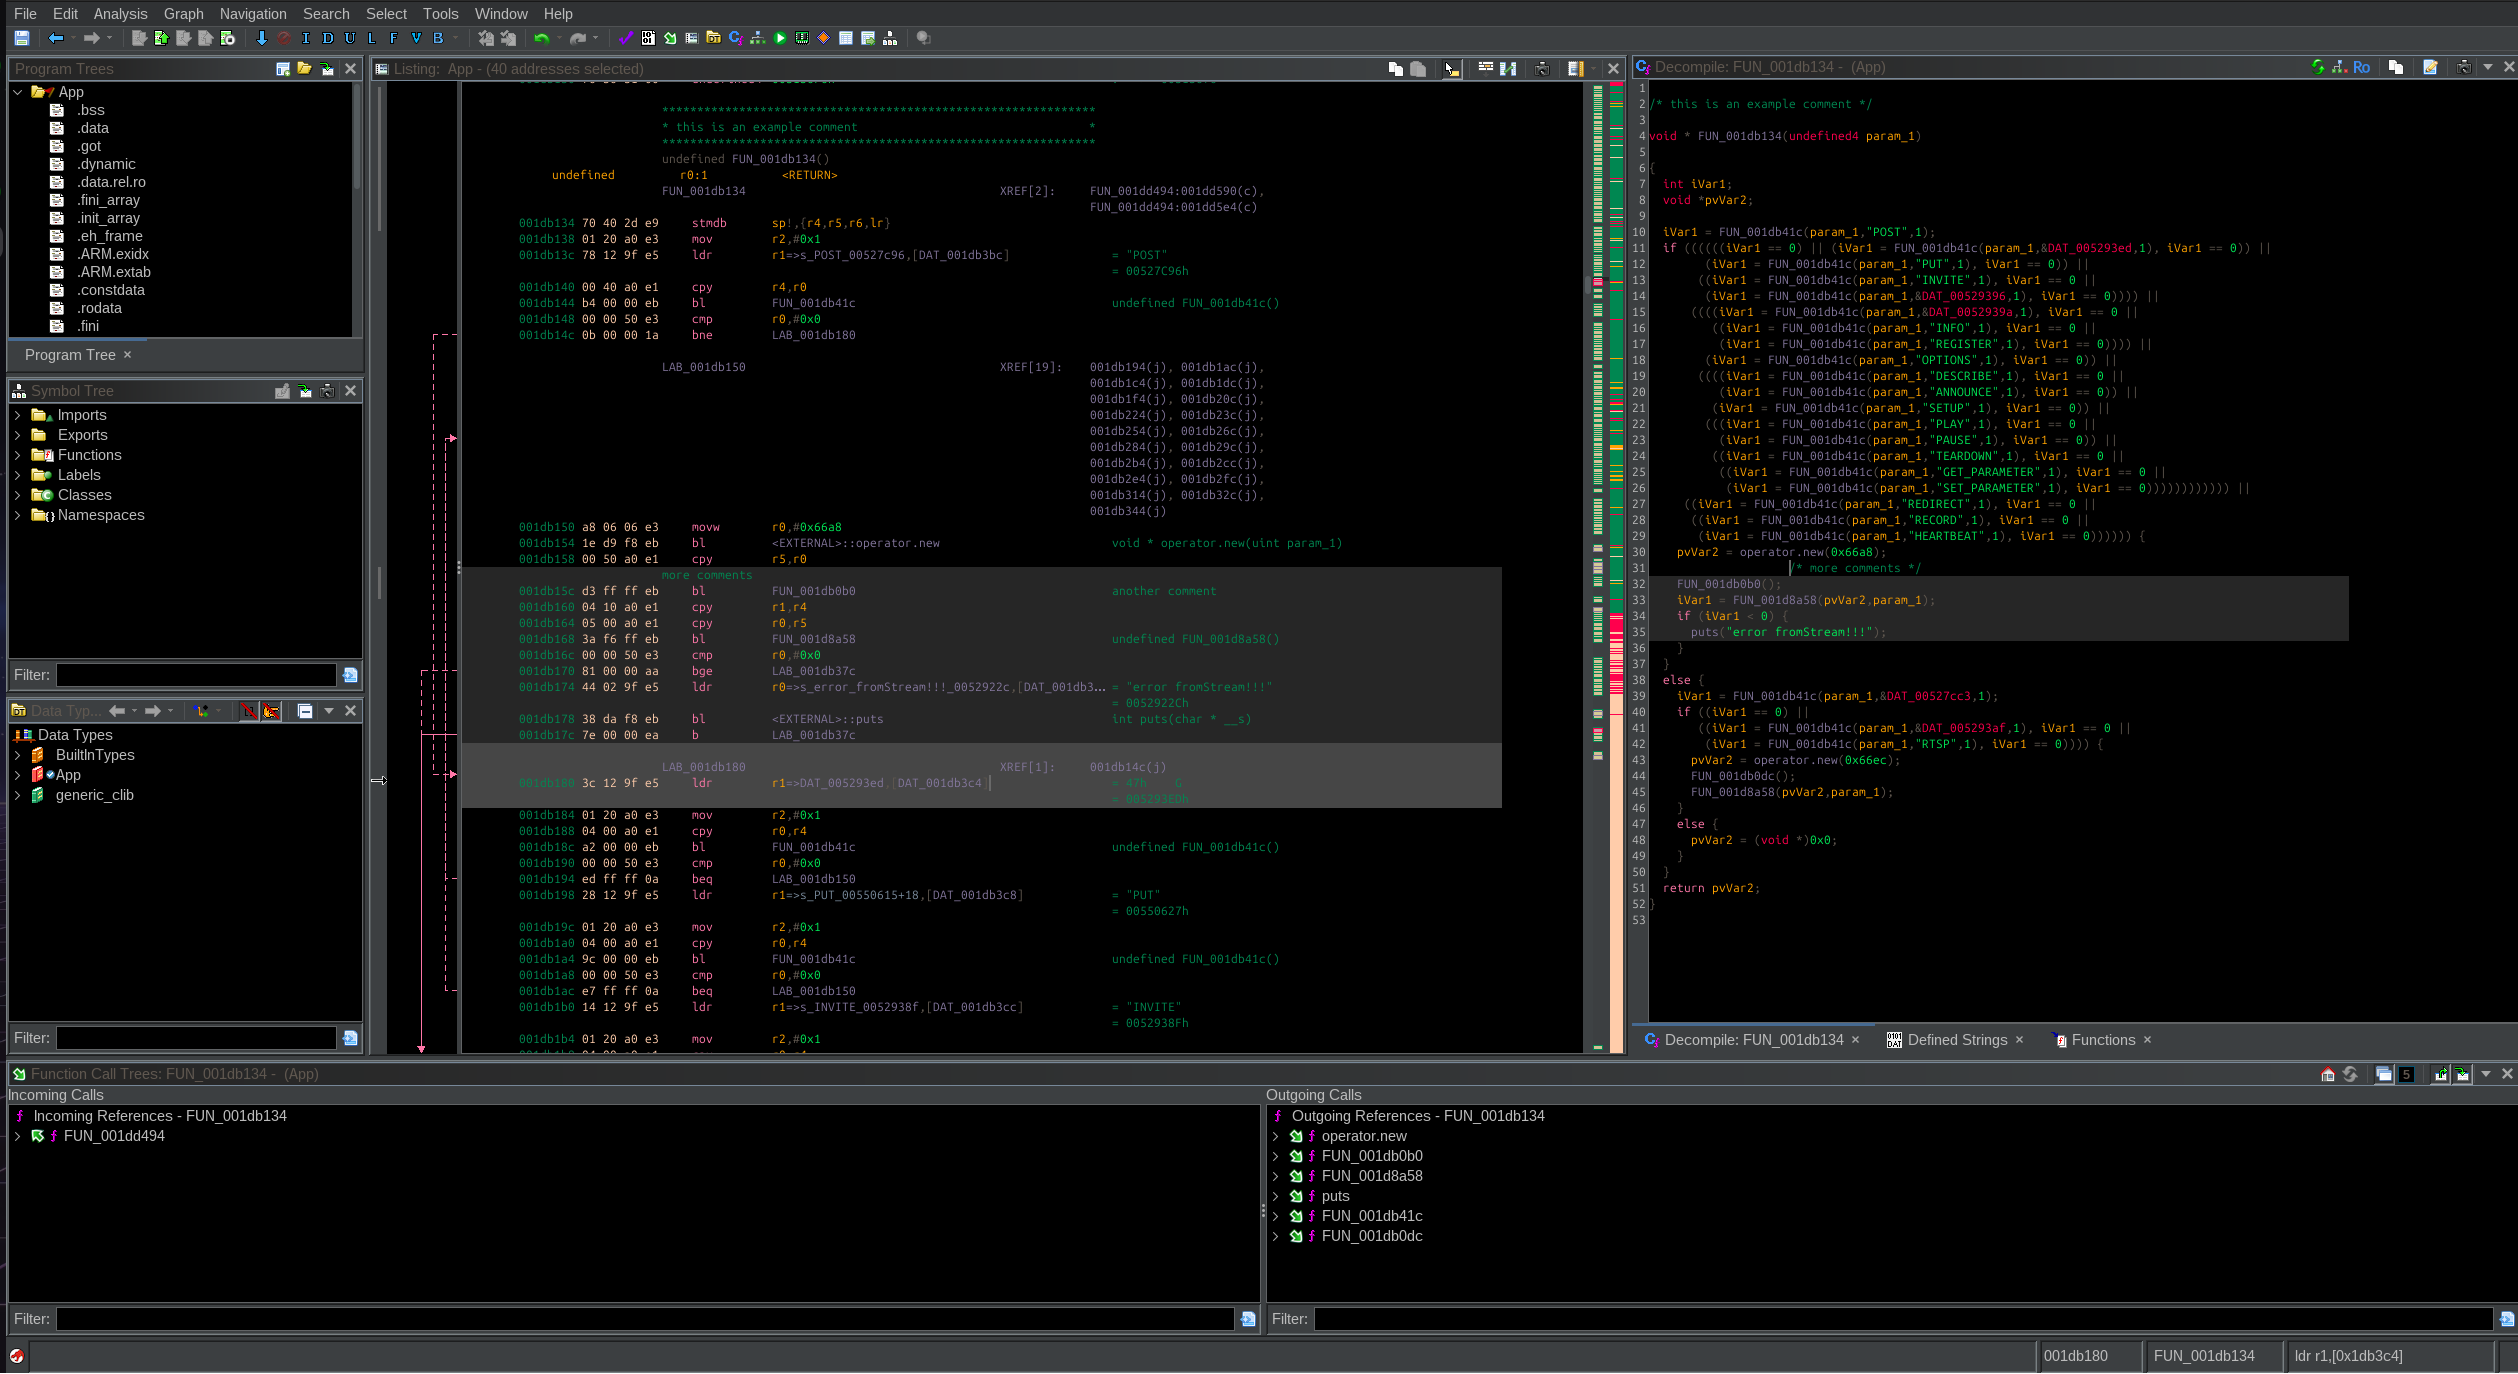 File Edit Analysis Graph Navigation Search Select Tools Window Help
I D U L F V B
Program Trees
App
.bss
.data
.got
.dynamic
.data.rel.ro
.fini_array
.init_array
.eh_frame
.ARM.exidx
.ARM.extab
.constdata
.rodata
.fini
Program Tree ×
Symbol Tree
Imports
Exports
Functions
Labels
Classes
Namespaces
Filter:
Data Typ...
Data Types
BuiltInTypes
App
generic_clib
Filter:
Listing: App - (40 addresses selected)
**************************************************************
* this is an example comment *
**************************************************************
undefined FUN_001db134()
undefined r0:1 <RETURN>
FUN_001db134 XREF[2]: FUN_001dd494:001dd590(c),
FUN_001dd494:001dd5e4(c)
001db134 70 40 2d e9 stmdb sp!,{r4,r5,r6,lr}
001db138 01 20 a0 e3 mov r2,#0x1
001db13c 78 12 9f e5 ldr r1=>s_POST_00527c96,[DAT_001db3bc] = "POST"
= 00527C96h
001db140 00 40 a0 e1 cpy r4,r0
001db144 b4 00 00 eb bl FUN_001db41c undefined FUN_001db41c()
001db148 00 00 50 e3 cmp r0,#0x0
001db14c 0b 00 00 1a bne LAB_001db180
LAB_001db150 XREF[19]: 001db194(j), 001db1ac(j),
001db1c4(j), 001db1dc(j),
001db1f4(j), 001db20c(j),
001db224(j), 001db23c(j),
001db254(j), 001db26c(j),
001db284(j), 001db29c(j),
001db2b4(j), 001db2cc(j),
001db2e4(j), 001db2fc(j),
001db314(j), 001db32c(j),
001db344(j)
001db150 a8 06 06 e3 movw r0,#0x66a8
001db154 1e d9 f8 eb bl <EXTERNAL>::operator.new void * operator.new(uint param_1)
001db158 00 50 a0 e1 cpy r5,r0
more comments
001db15c d3 ff ff eb bl FUN_001db0b0 another comment
001db160 04 10 a0 e1 cpy r1,r4
001db164 05 00 a0 e1 cpy r0,r5
001db168 3a f6 ff eb bl FUN_001d8a58 undefined FUN_001d8a58()
001db16c 00 00 50 e3 cmp r0,#0x0
001db170 81 00 00 aa bge LAB_001db37c
001db174 44 02 9f e5 ldr r0=>s_error_fromStream!!!_0052922c,[DAT_001db3... = "error fromStream!!!"
= 0052922Ch
001db178 38 da f8 eb bl <EXTERNAL>::puts int puts(char * __s)
001db17c 7e 00 00 ea b LAB_001db37c
LAB_001db180 XREF[1]: 001db14c(j)
001db180 3c 12 9f e5 ldr r1=>DAT_005293ed,[DAT_001db3c4] = 47h G
= 005293EDh
001db184 01 20 a0 e3 mov r2,#0x1
001db188 04 00 a0 e1 cpy r0,r4
001db18c a2 00 00 eb bl FUN_001db41c undefined FUN_001db41c()
001db190 00 00 50 e3 cmp r0,#0x0
001db194 ed ff ff 0a beq LAB_001db150
001db198 28 12 9f e5 ldr r1=>s_PUT_00550615+18,[DAT_001db3c8] = "PUT"
= 00550627h
001db19c 01 20 a0 e3 mov r2,#0x1
001db1a0 04 00 a0 e1 cpy r0,r4
001db1a4 9c 00 00 eb bl FUN_001db41c undefined FUN_001db41c()
001db1a8 00 00 50 e3 cmp r0,#0x0
001db1ac e7 ff ff 0a beq LAB_001db150
001db1b0 14 12 9f e5 ldr r1=>s_INVITE_0052938f,[DAT_001db3cc] = "INVITE"
= 0052938Fh
001db1b4 01 20 a0 e3 mov r2,#0x1
Decompile: FUN_001db134 - (App)
Ro
1
2 /* this is an example comment */
3
4 void * FUN_001db134(undefined4 param_1)
5
6 {
7 int iVar1;
8 void *pvVar2;
9
10 iVar1 = FUN_001db41c(param_1,"POST",1);
11 if ((((((iVar1 == 0) || (iVar1 = FUN_001db41c(param_1,&DAT_005293ed,1), iVar1 == 0)) ||
12 (iVar1 = FUN_001db41c(param_1,"PUT",1), iVar1 == 0)) ||
13 ((iVar1 = FUN_001db41c(param_1,"INVITE",1), iVar1 == 0 ||
14 (iVar1 = FUN_001db41c(param_1,&DAT_00529396,1), iVar1 == 0)))) ||
15 ((((iVar1 = FUN_001db41c(param_1,&DAT_0052939a,1), iVar1 == 0 ||
16 ((iVar1 = FUN_001db41c(param_1,"INFO",1), iVar1 == 0 ||
17 (iVar1 = FUN_001db41c(param_1,"REGISTER",1), iVar1 == 0)))) ||
18 (iVar1 = FUN_001db41c(param_1,"OPTIONS",1), iVar1 == 0)) ||
19 ((((iVar1 = FUN_001db41c(param_1,"DESCRIBE",1), iVar1 == 0 ||
20 (iVar1 = FUN_001db41c(param_1,"ANNOUNCE",1), iVar1 == 0)) ||
21 (iVar1 = FUN_001db41c(param_1,"SETUP",1), iVar1 == 0)) ||
22 (((iVar1 = FUN_001db41c(param_1,"PLAY",1), iVar1 == 0 ||
23 (iVar1 = FUN_001db41c(param_1,"PAUSE",1), iVar1 == 0)) ||
24 ((iVar1 = FUN_001db41c(param_1,"TEARDOWN",1), iVar1 == 0 ||
25 ((iVar1 = FUN_001db41c(param_1,"GET_PARAMETER",1), iVar1 == 0 ||
26 (iVar1 = FUN_001db41c(param_1,"SET_PARAMETER",1), iVar1 == 0)))))))))))) ||
27 ((iVar1 = FUN_001db41c(param_1,"REDIRECT",1), iVar1 == 0 ||
28 ((iVar1 = FUN_001db41c(param_1,"RECORD",1), iVar1 == 0 ||
29 (iVar1 = FUN_001db41c(param_1,"HEARTBEAT",1), iVar1 == 0)))))) {
30 pvVar2 = operator.new(0x66a8);
31 /* more comments */
32 FUN_001db0b0();
33 iVar1 = FUN_001d8a58(pvVar2,param_1);
34 if (iVar1 < 0) {
35 puts("error fromStream!!!");
36 }
37 }
38 else {
39 iVar1 = FUN_001db41c(param_1,&DAT_00527cc3,1);
40 if ((iVar1 == 0) ||
41 ((iVar1 = FUN_001db41c(param_1,&DAT_005293af,1), iVar1 == 0 ||
42 (iVar1 = FUN_001db41c(param_1,"RTSP",1), iVar1 == 0)))) {
43 pvVar2 = operator.new(0x66ec);
44 FUN_001db0dc();
45 FUN_001d8a58(pvVar2,param_1);
46 }
47 else {
48 pvVar2 = (void *)0x0;
49 }
50 }
51 return pvVar2;
52 }
53
Decompile: FUN_001db134 × Defined Strings × Functions ×
Function Call Trees: FUN_001db134 - (App)
5
Incoming Calls
Incoming References - FUN_001db134
FUN_001dd494
Filter:
Outgoing Calls
Outgoing References - FUN_001db134
operator.new
FUN_001db0b0
FUN_001d8a58
puts
FUN_001db41c
FUN_001db0dc
Filter:
001db180 FUN_001db134 ldr r1,[0x1db3c4]